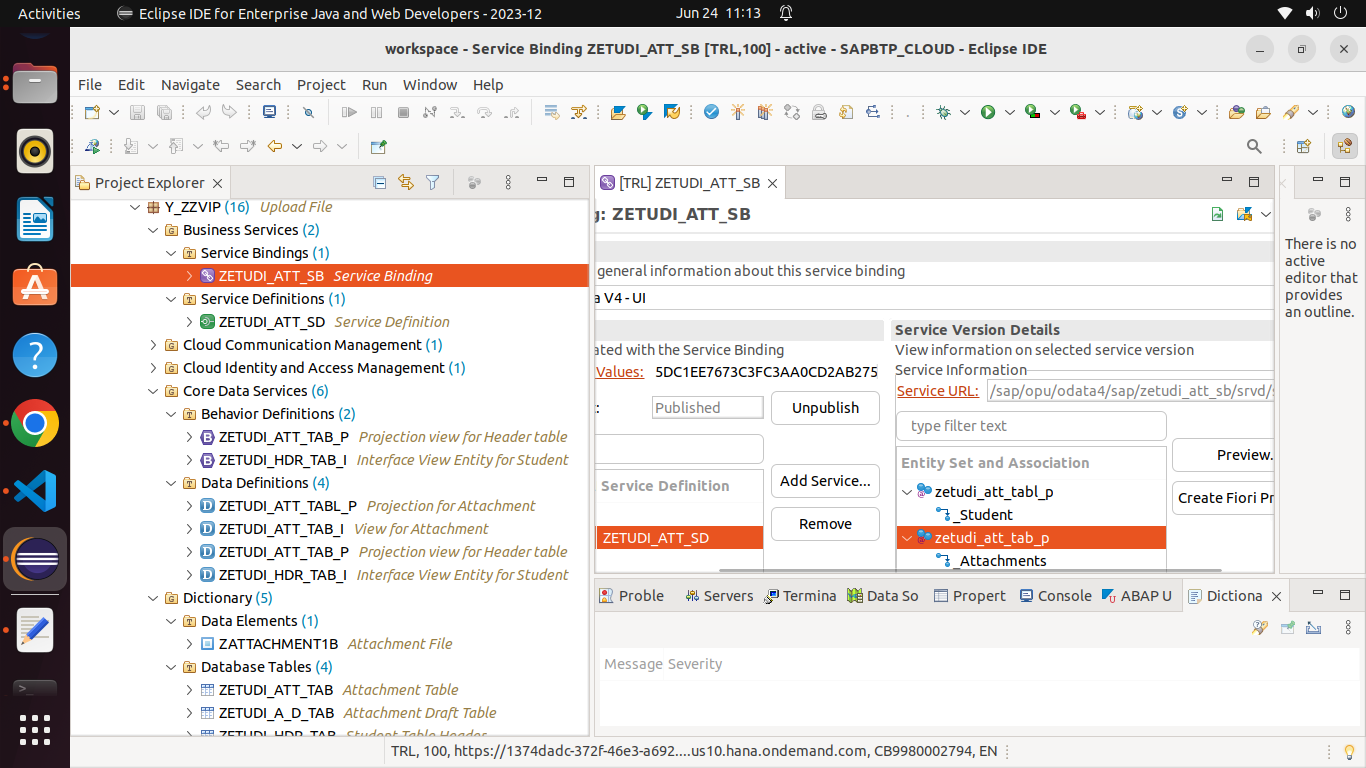 Activities
Eclipse IDE for Enterprise Java and Web Developers - 2023-12
Jun 24 11:13
workspace - Service Binding ZETUDI_ATT_SB [TRL,100] - active - SAPBTP_CLOUD - Eclipse IDE
File Edit Navigate Search Project Run Window Help
Project Explorer
Y_ZZVIP (16) Upload File
Business Services (2)
Service Bindings (1)
ZETUDI_ATT_SB Service Binding
Service Definitions (1)
ZETUDI_ATT_SD Service Definition
Cloud Communication Management (1)
Cloud Identity and Access Management (1)
Core Data Services (6)
Behavior Definitions (2)
ZETUDI_ATT_TAB_P Projection view for Header table
ZETUDI_HDR_TAB_I Interface View Entity for Student
Data Definitions (4)
ZETUDI_ATT_TABL_P Projection for Attachment
ZETUDI_ATT_TAB_I View for Attachment
ZETUDI_ATT_TAB_P Projection view for Header table
ZETUDI_HDR_TAB_I Interface View Entity for Student
Dictionary (5)
Data Elements (1)
ZATTACHMENT1B Attachment File
Database Tables (4)
ZETUDI_ATT_TAB Attachment Table
ZETUDI_A_D_TAB Attachment Draft Table
ZETUDI_HDR_TAB Student Table Header
[TRL] ZETUDI_ATT_SB
g: ZETUDI_ATT_SB
general information about this service binding
a V4 - UI
ated with the Service Binding
Values: 5DC1EE7673C3FC3AA0CD2AB275
: Published Unpublish
Service Definition
Add Service...
Remove
ZETUDI_ATT_SD
Service Version Details
View information on selected service version
Service Information
Service URL: /sap/opu/odata4/sap/zetudi_att_sb/srvd/s
type filter text
Entity Set and Association
Preview.
zetudi_att_tabl_p
Create Fiori Pr
_Student
zetudi_att_tab_p
_Attachments
There is no
active
editor that
provides
an outline.
Proble Servers Termina Data So Propert Console ABAP U Dictiona
Message Severity
TRL, 100, https://1374dadc-372f-46e3-a692....us10.hana.ondemand.com, CB9980002794, EN